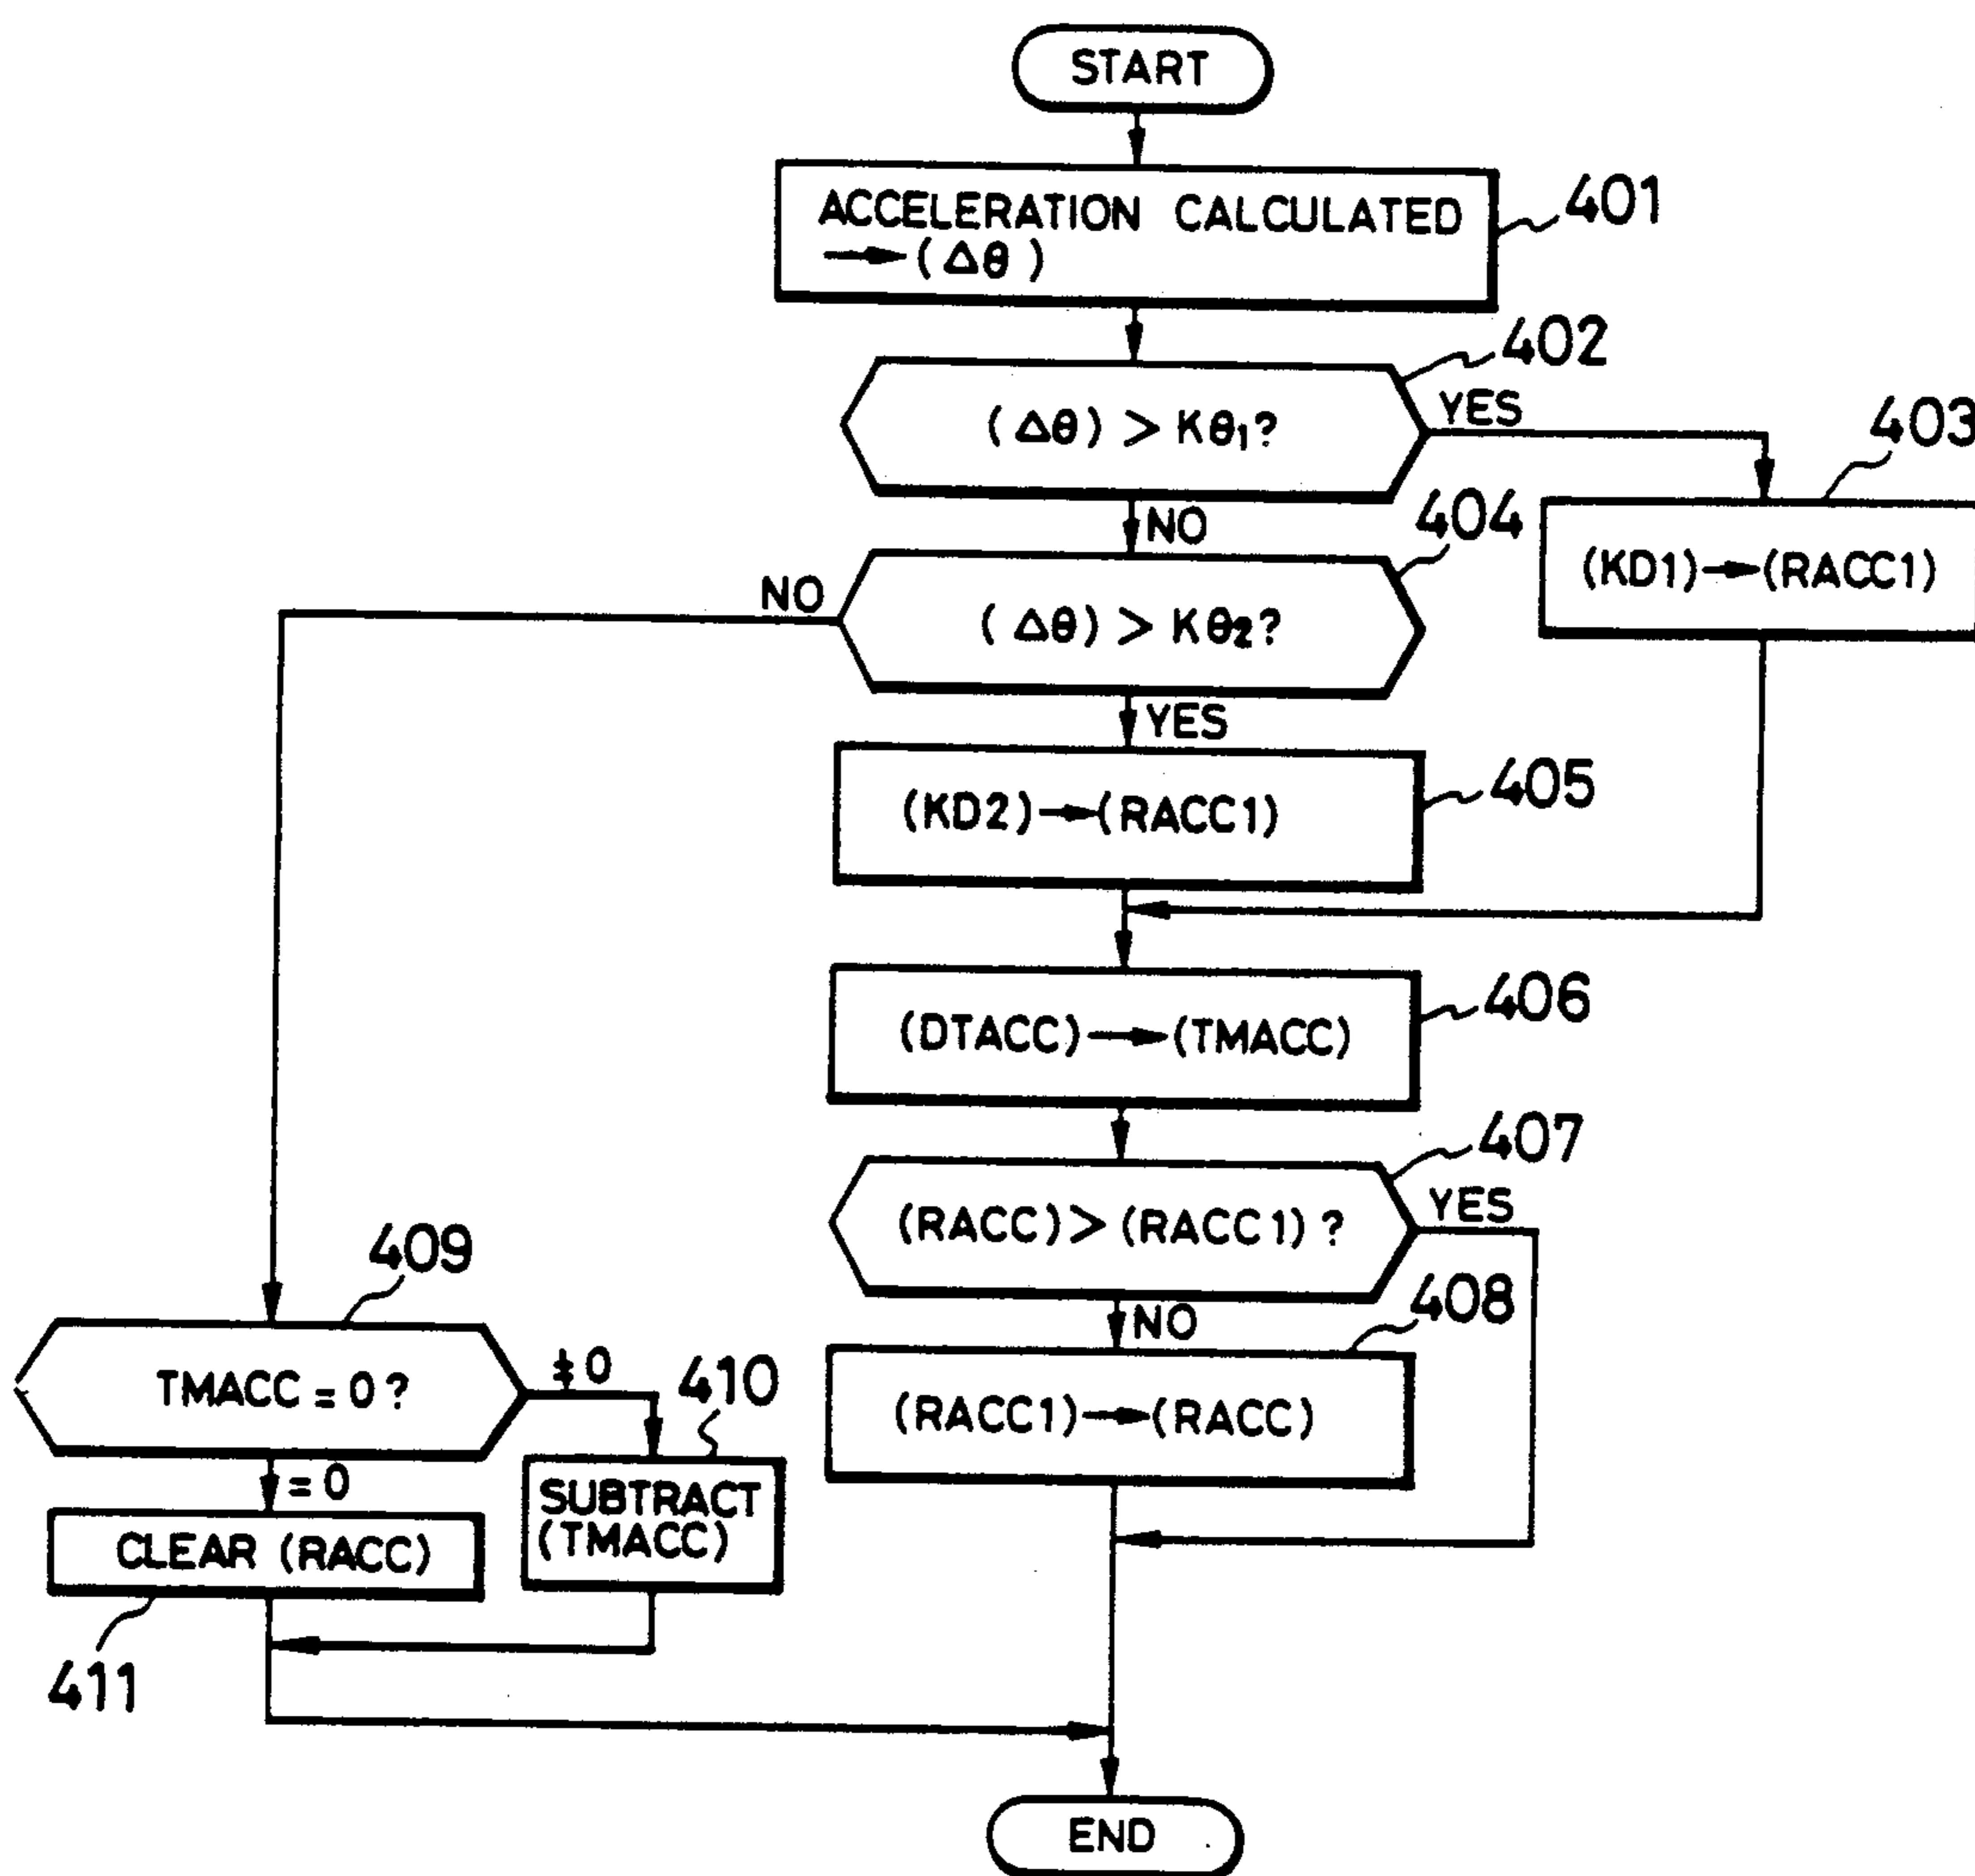 START
ACCELERATION CALCULATED
→(Δθ)
401
402
(Δθ) > Kθ₁?
YES
403
NO
404
(KD1)→(RACC1)
NO
(Δθ) > Kθ₂?
YES
405
(KD2)→(RACC1)
406
(DTACC)→(TMACC)
407
(RACC) > (RACC1) ?
YES
409
408
NO
TMACC = 0 ?
≠0
410
(RACC1)→(RACC)
= 0
SUBTRACT
(TMACC)
CLEAR (RACC)
411
END